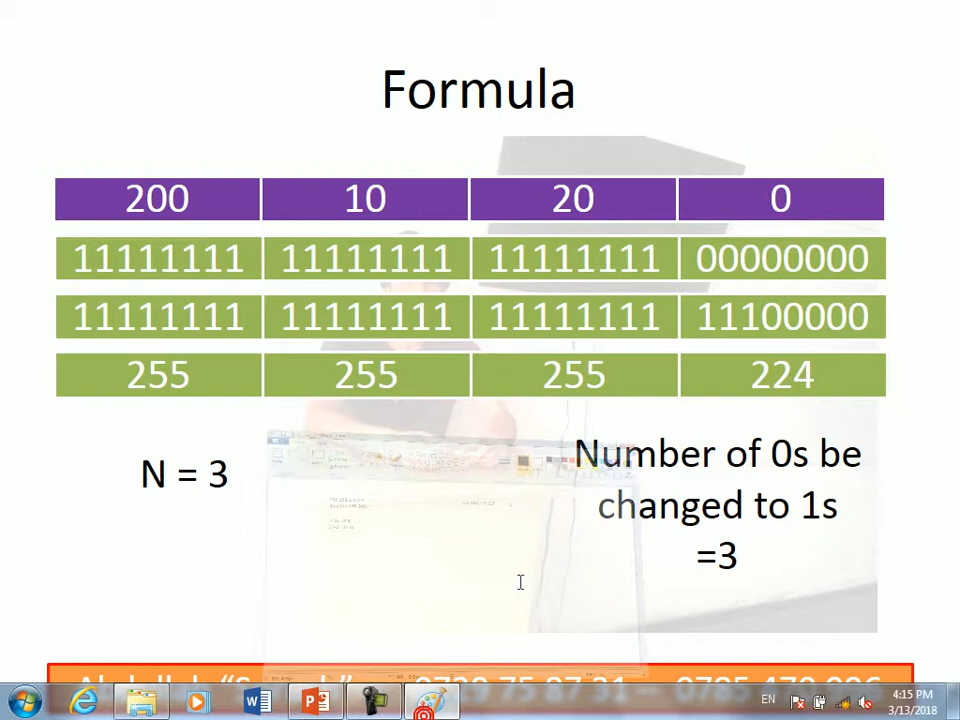 Formula
200 10 20 0
11111111 11111111 11111111 00000000
11111111 11111111 11111111 11100000
255 255 255 224
N = 3
Number of 0s be
changed to 1s
=3
EN
4:15 PM
3/13/2018